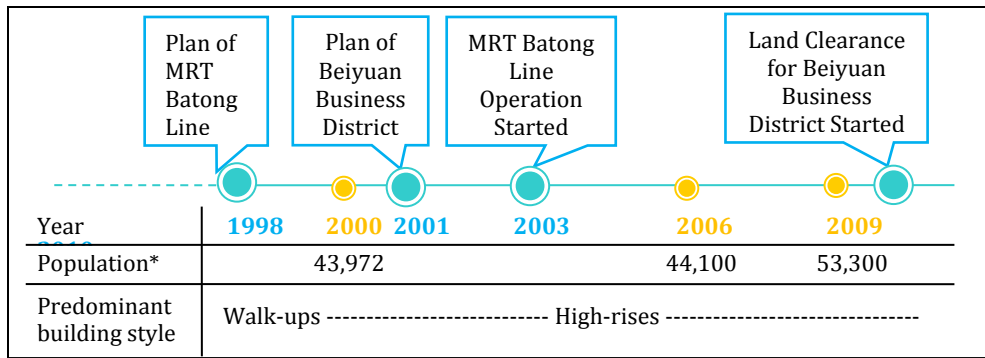 Plan of
MRT
Batong
Line
Plan of
Beiyuan
Business
District
MRT Batong
Line
Operation
Started
Land Clearance
for Beiyuan
Business
District Started
Year 1998 2000 2001 2003 2006 2009
Population* 43,972 44,100 53,300
Predominant
building style
Walk-ups --------------------------- High-rises -------------------------------